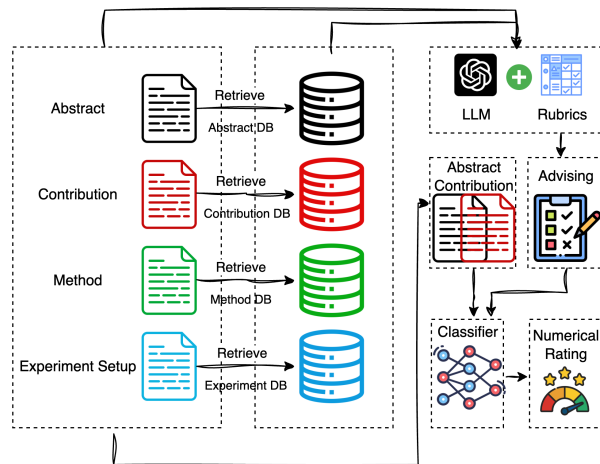 Abstract
Retrieve
Abstract DB
Contribution
Retrieve
Contribution DB
Method
Retrieve
Method DB
Experiment Setup
Retrieve
Experiment DB
LLM
Rubrics
Abstract
Contribution
Advising
Classifier
Numerical
Rating